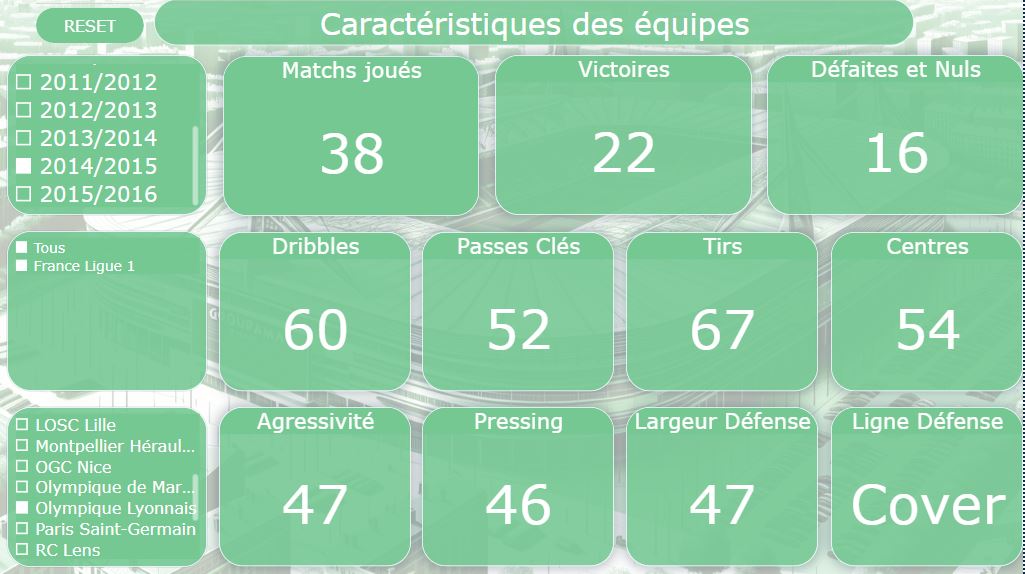 RESET
Caractéristiques des équipes
2011/2012
2012/2013
2013/2014
2014/2015
2015/2016
Matchs joués
38
Victoires
22
Défaites et Nuls
16
Tous
France Ligue 1
Dribbles
60
Passes Clés
52
Tirs
67
Centres
54
LOSC Lille
Montpellier Héraul...
OGC Nice
Olympique de Mar...
Olympique Lyonnais
Paris Saint-Germain
RC Lens
Agressivité
47
Pressing
46
Largeur Défense
47
Ligne Défense
Cover